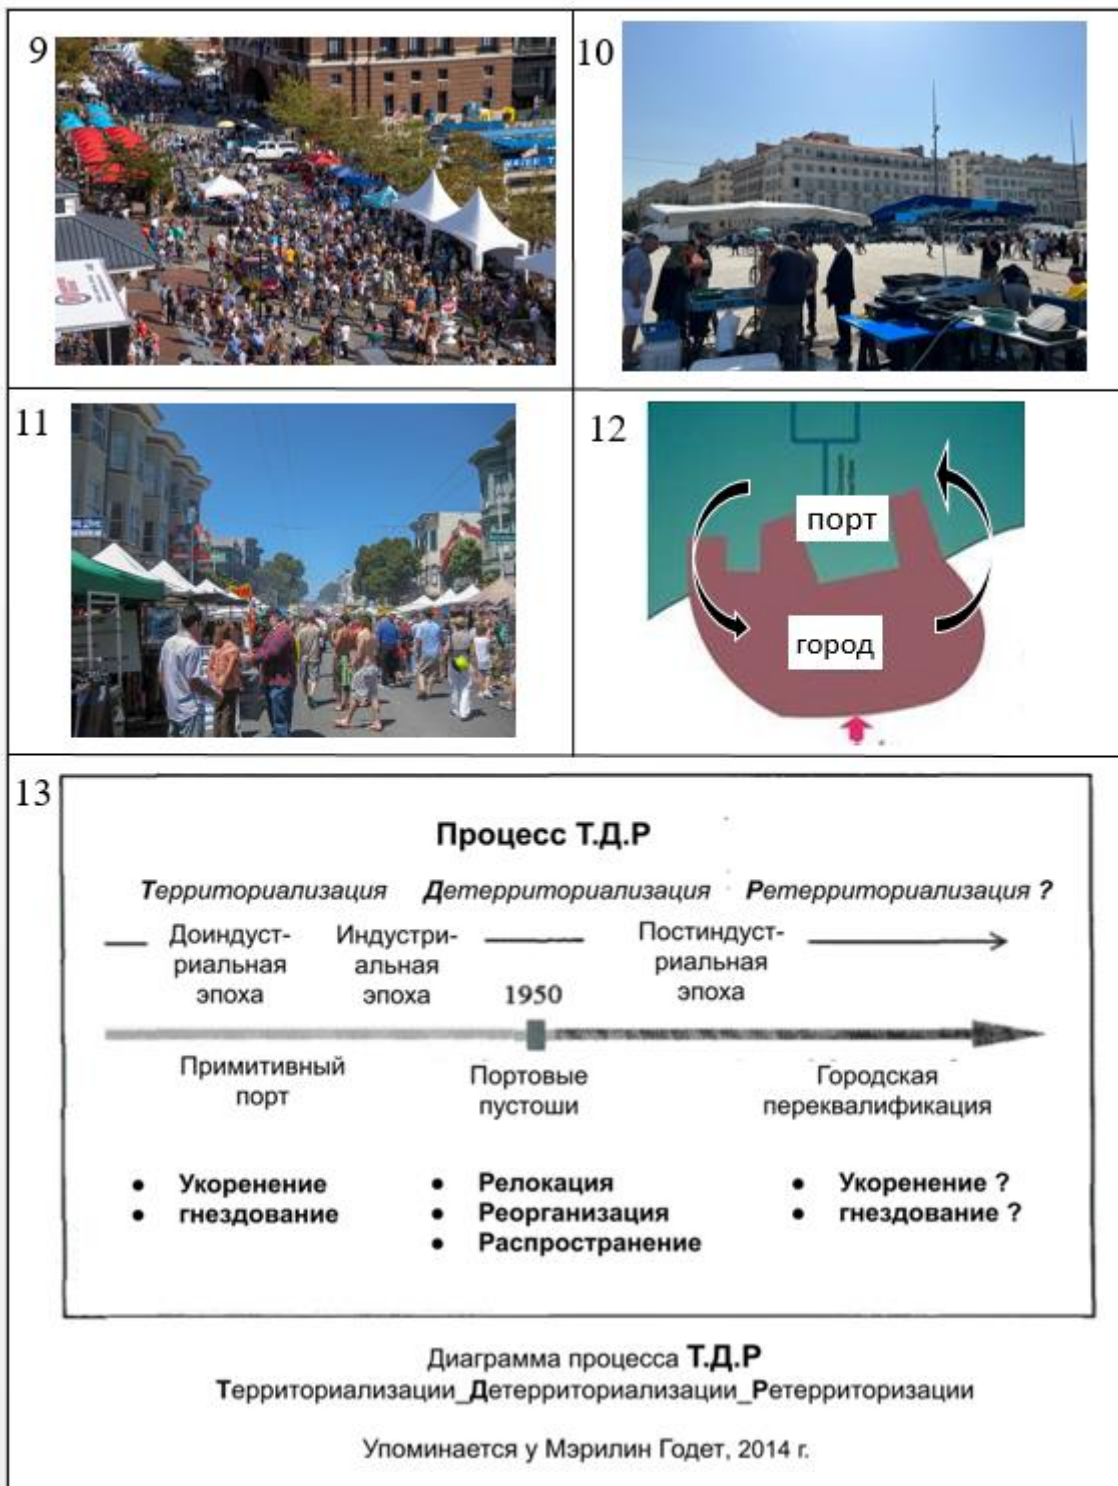 9
10
11
12
порт
город
13
Процесс Т.Д.Р
Территориализация Детерриториализация Ретерриториализация ?
Доиндуст-
риальная
эпоха
Индустри-
альная
эпоха
1950
Постиндуст-
риальная
эпоха
Примитивный
порт
Портовые
пустоши
Городская
переквалификация
• Укоренение
• гнездование
• Релокация
• Реорганизация
• Распространение
• Укоренение ?
• гнездование ?
Диаграмма процесса Т.Д.Р
Территориализации_Детерриториализации_Ретерриторизации
Упоминается у Мэрилин Годет, 2014 г.